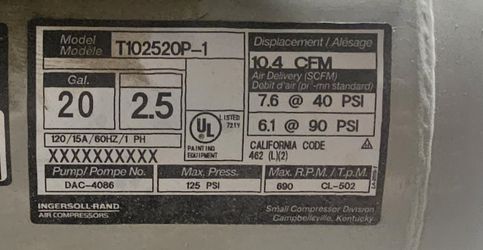 Model
Modèle
T102520P-1
Displacement / Alésage
10.4 CFM
Gal.
20
2.5
Air Delivery (SCFM)
Débit d'air (pi³-mn standard)
7.6 @ 40 PSI
6.1 @ 90 PSI
UL
LISTED
721Y
PAINTING
EQUIPMENT
120/15A/60HZ/1 PH
CALIFORNIA CODE
462 (L)(2)
XXXXXXXXXX
Pump/ Pompe No.
DAC-4086
Max. Press.
125 PSI
Max. R.P.M / T.p.M.
690
CL-502
INGERSOLL-RAND
AIR COMPRESSORS
Small Compressor Division
Campbellsville, Kentucky